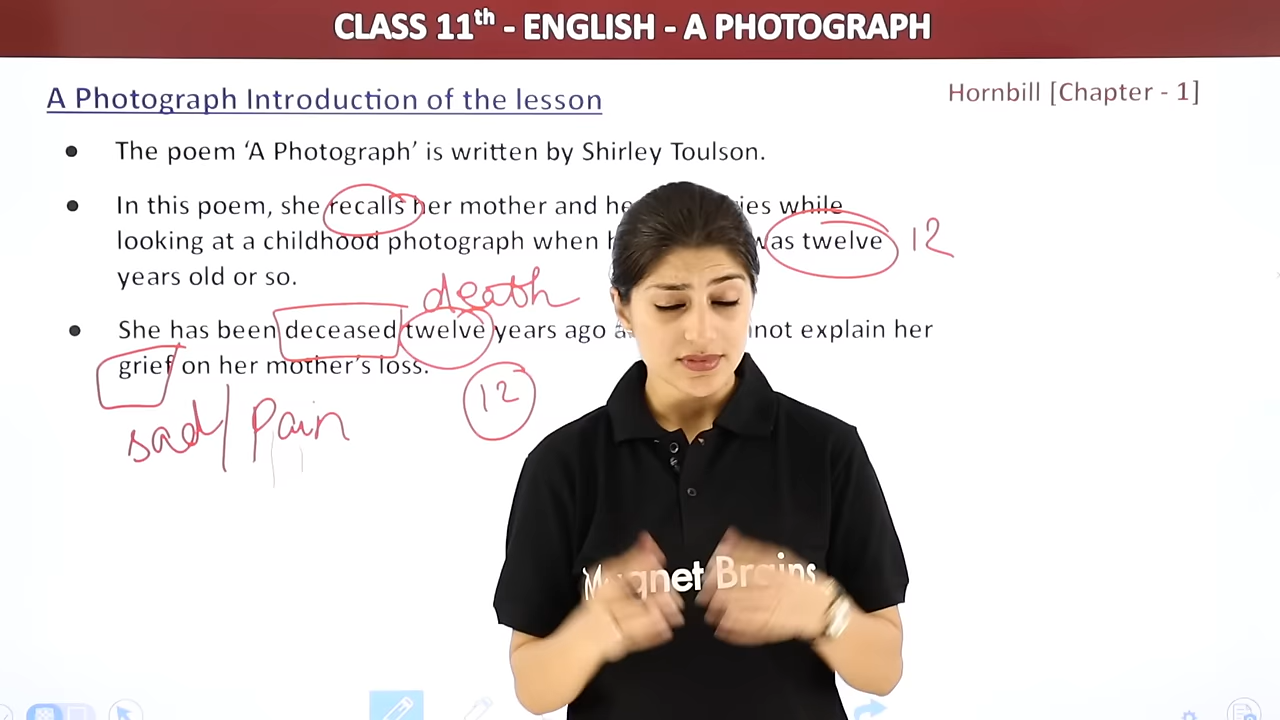 CLASS 11th - ENGLISH - A PHOTOGRAPH
A Photograph Introduction of the lesson
Hornbill [Chapter - 1]
● The poem ‘A Photograph’ is written by Shirley Toulson.
● In this poem, she recalls her mother and while
looking at a childhood photograph when was twelve 12
years old or so.
death
● She has been deceased twelve years ago explain her
grief on her mother’s loss.
12
sad/Pain
Magnet Brains